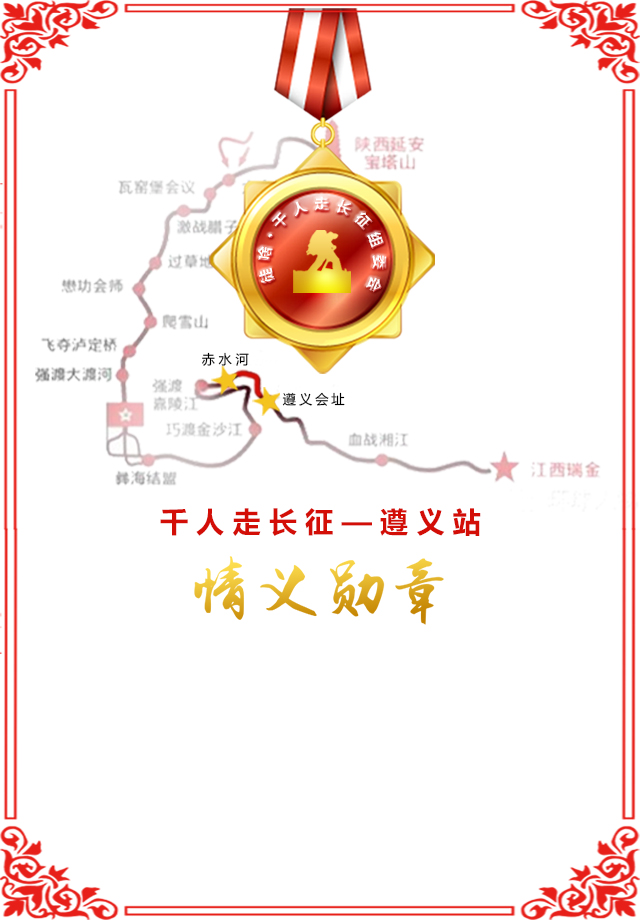 陕西延安
宝塔山
瓦窑堡会议
激战腊子
能陪·千人走长征组委会
过草地
懋功会师
爬雪山
飞夺泸定桥
赤水河
强渡大渡河
强渡
嘉陵江
遵义会址
巧渡金沙江
血战湘江
彝海结盟
江西瑞金
千人走长征—遵义站
情义勋章